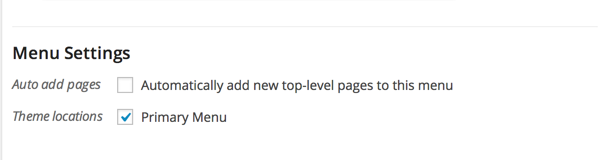 Menu Settings
Auto add pages Automatically add new top-level pages to this menu
Theme locations Primary Menu